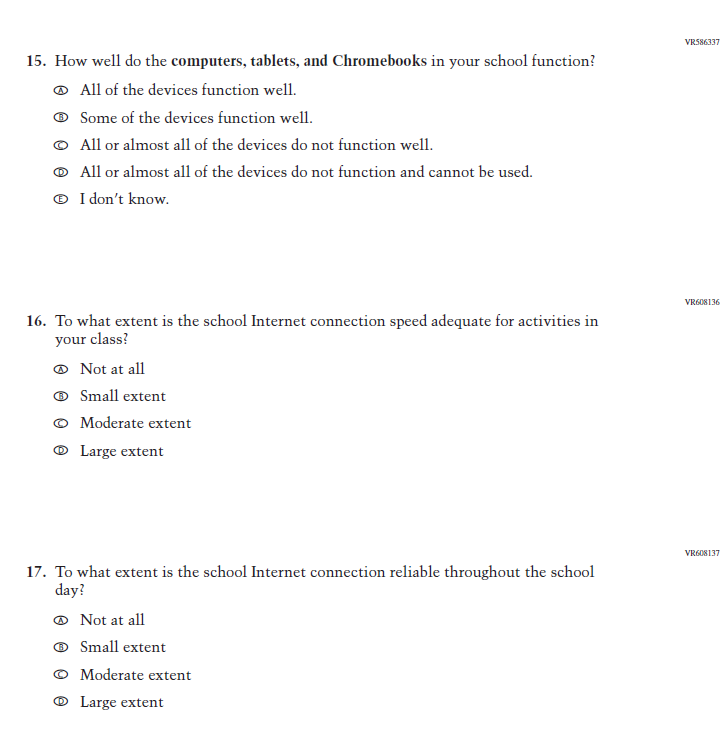 VR586337
15. How well do the computers, tablets, and Chromebooks in your school function?
Ⓐ All of the devices function well.
Ⓑ Some of the devices function well.
Ⓒ All or almost all of the devices do not function well.
Ⓓ All or almost all of the devices do not function and cannot be used.
Ⓔ I don't know.
VR608136
16. To what extent is the school Internet connection speed adequate for activities in
your class?
Ⓐ Not at all
Ⓑ Small extent
Ⓒ Moderate extent
Ⓓ Large extent
VR608137
17. To what extent is the school Internet connection reliable throughout the school
day?
Ⓐ Not at all
Ⓑ Small extent
Ⓒ Moderate extent
Ⓓ Large extent